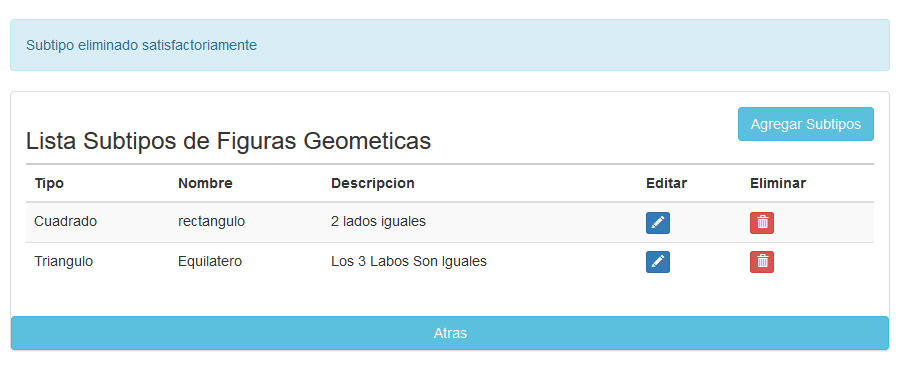 Subtipo eliminado satisfactoriamente
Agregar Subtipos
Lista Subtipos de Figuras Geometicas
Tipo Nombre Descripcion Editar Eliminar
Cuadrado rectangulo 2 lados iguales
Triangulo Equilatero Los 3 Labos Son Iguales
Atras